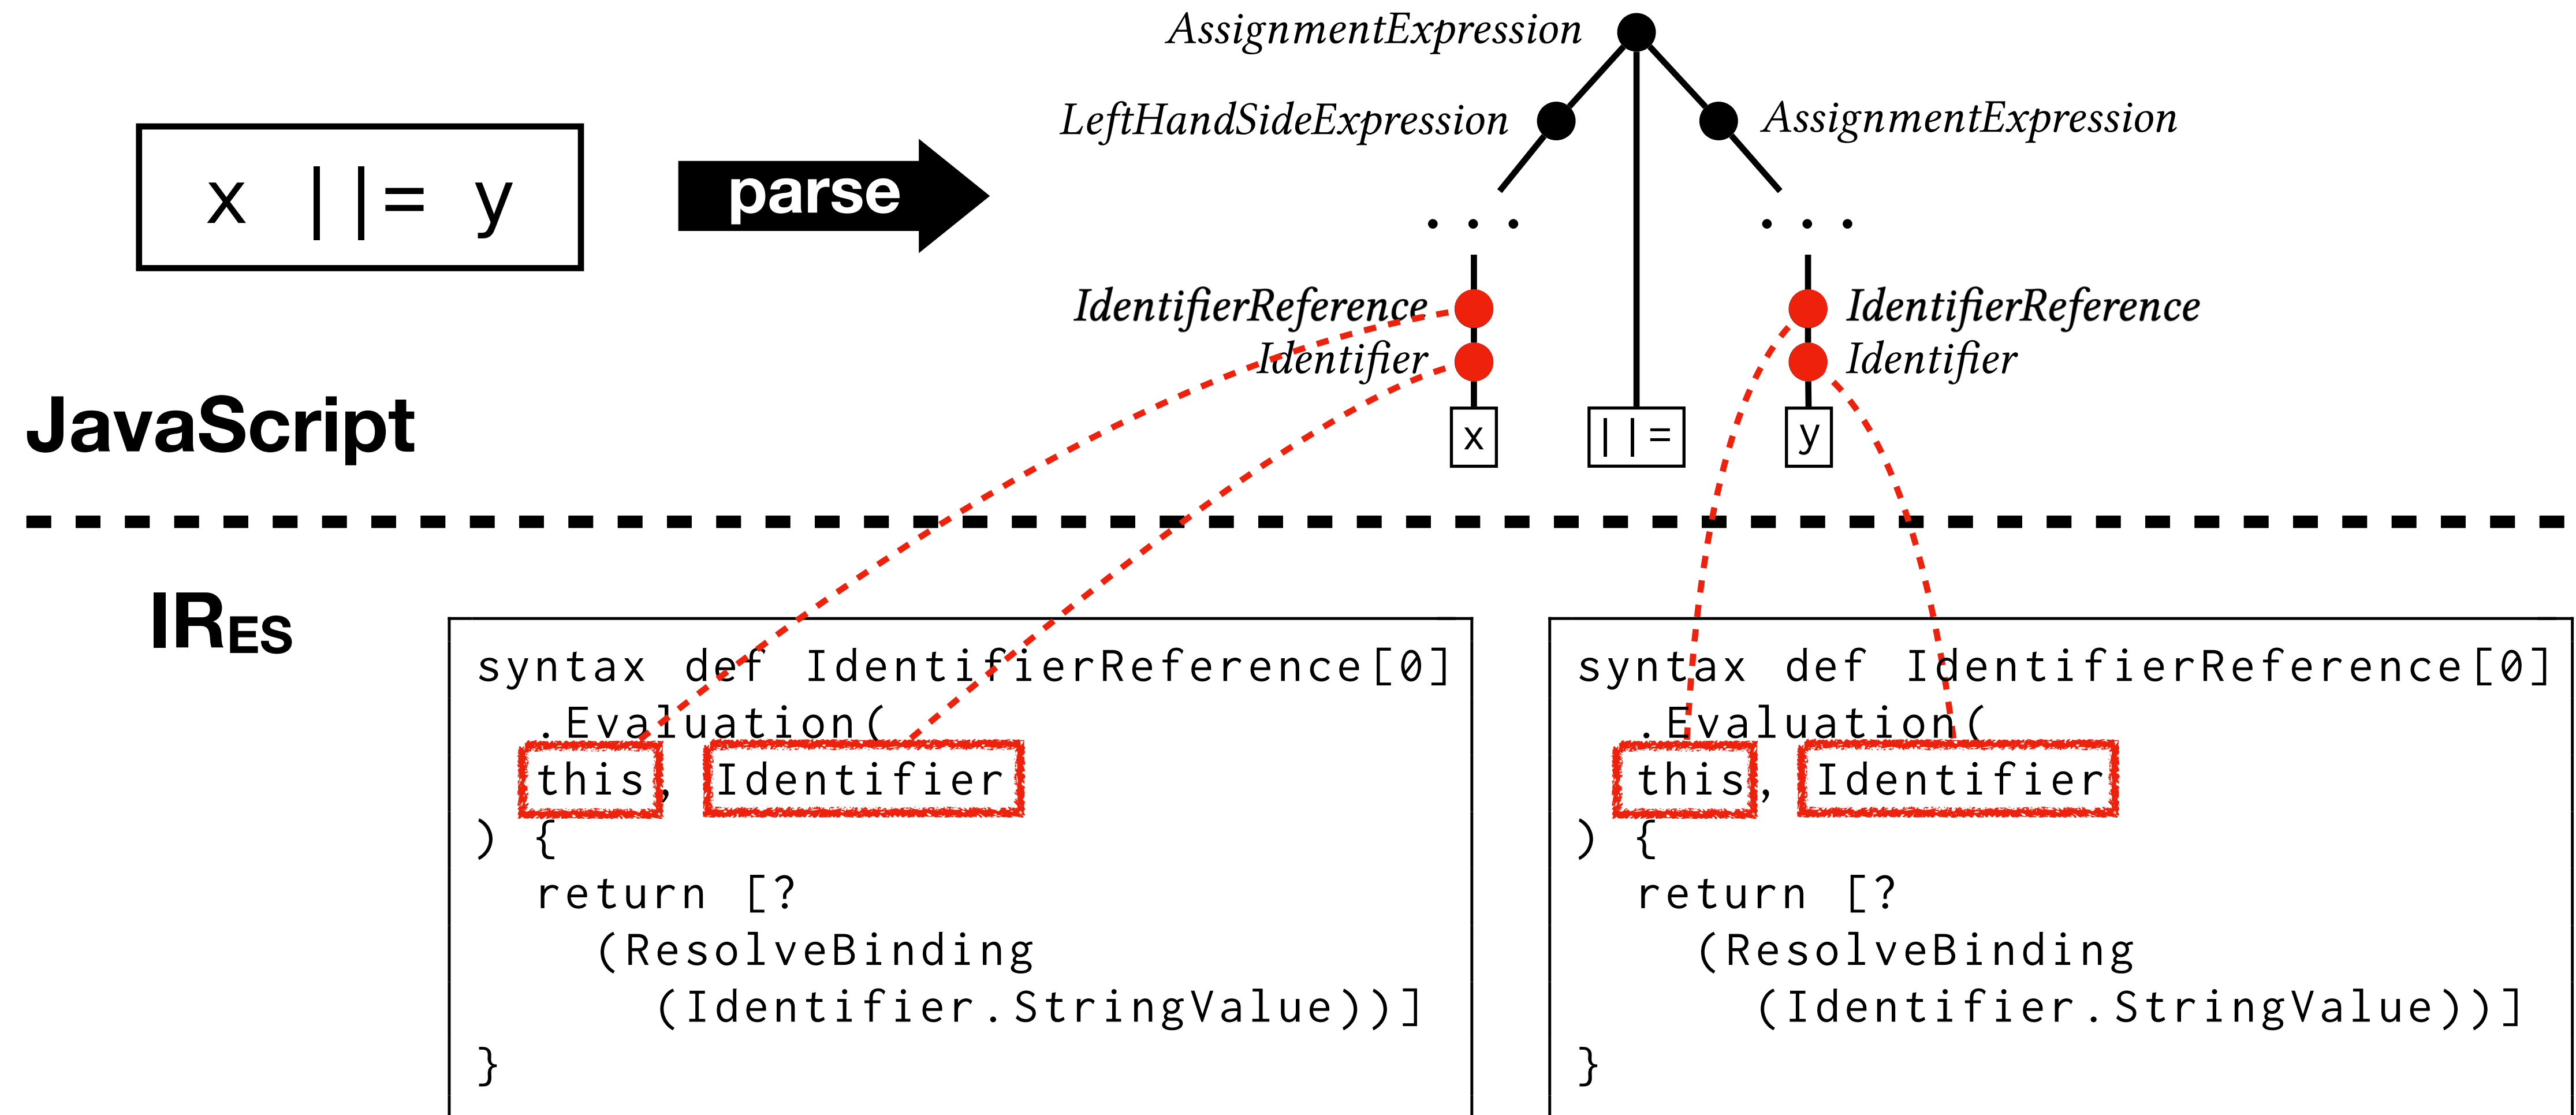 AssignmentExpression
LeftHandSideExpression
AssignmentExpression
x ||= y
parse
. . .
. . .
IdentifierReference
IdentifierReference
Identifier
Identifier
JavaScript
x
||=
y
IRES
syntax def IdentifierReference[0]
.Evaluation(
this, Identifier
) {
return [?
(ResolveBinding
(Identifier.StringValue))]
}
syntax def IdentifierReference[0]
.Evaluation(
this, Identifier
) {
return [?
(ResolveBinding
(Identifier.StringValue))]
}